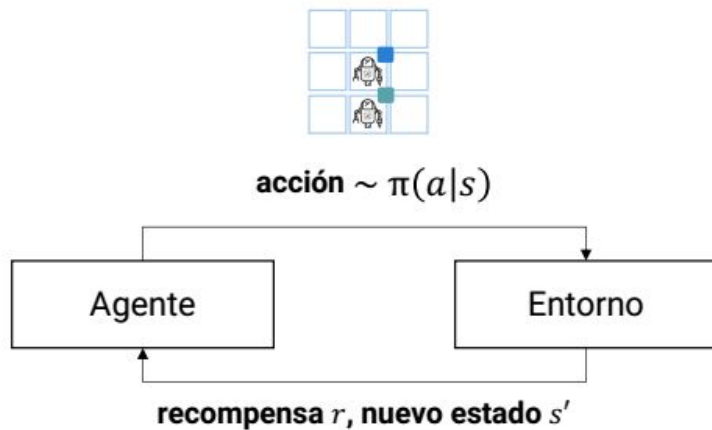 acción ~ π(a|s)
Agente
Entorno
recompensa r, nuevo estado s′